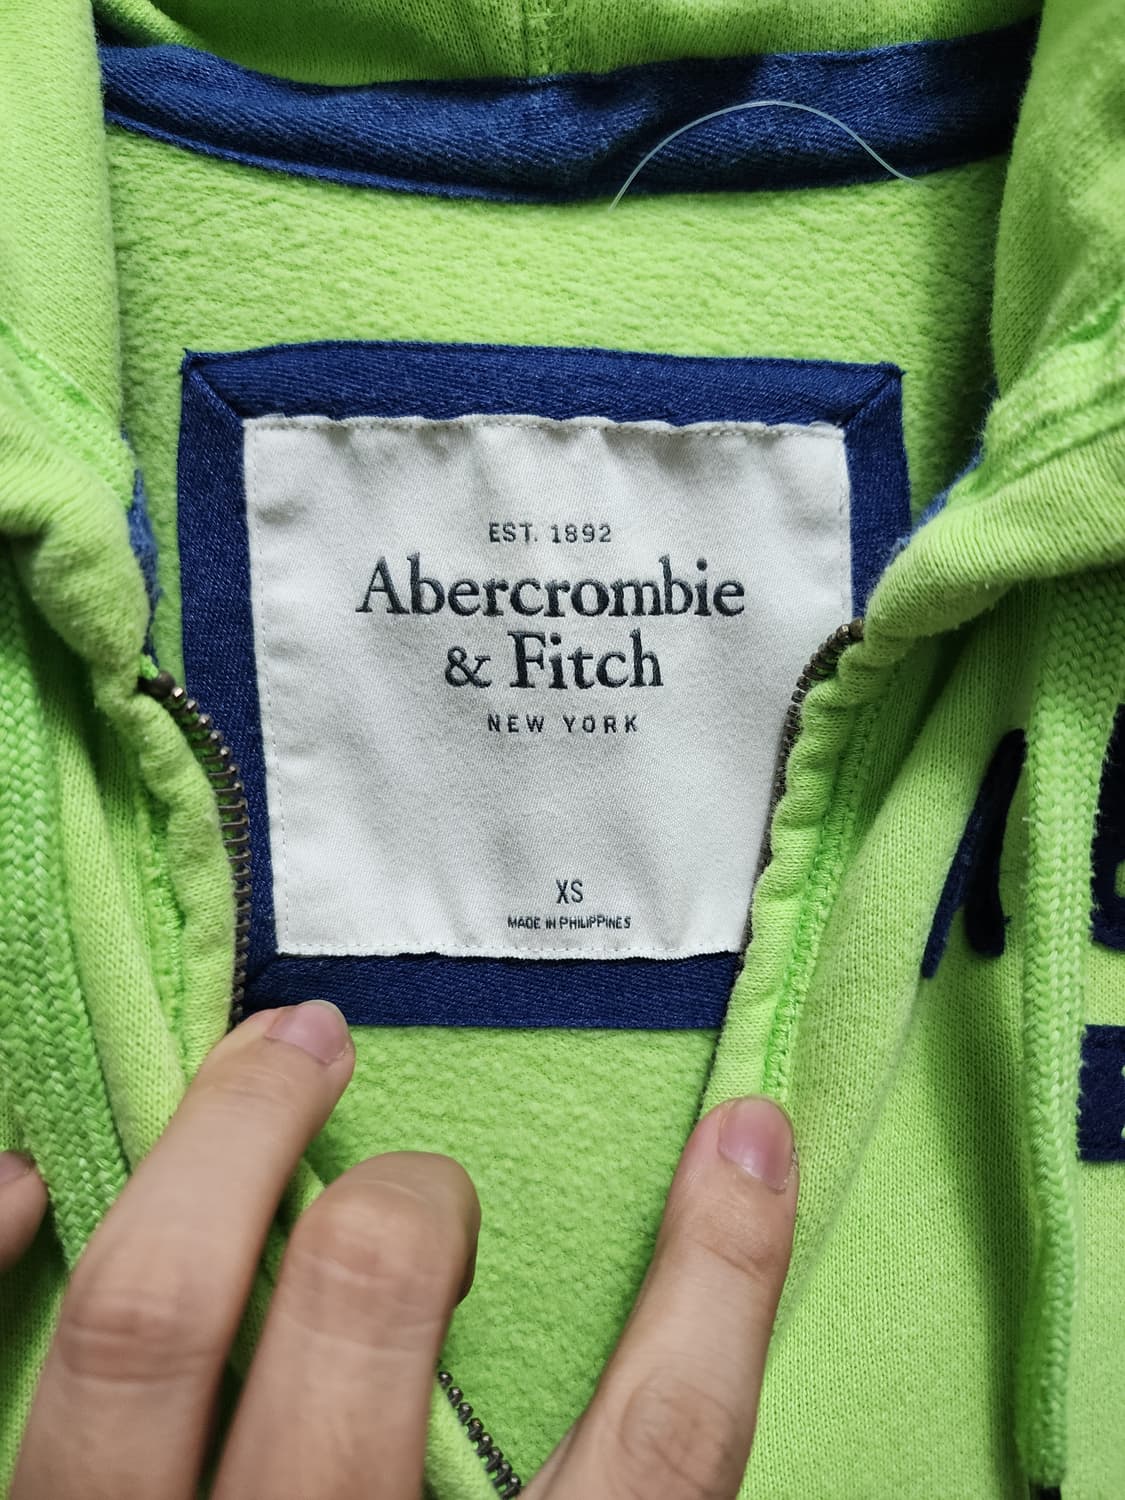 EST. 1892
Abercrombie
& Fitch
NEW YORK
XS
MADE IN PHILIPPINES